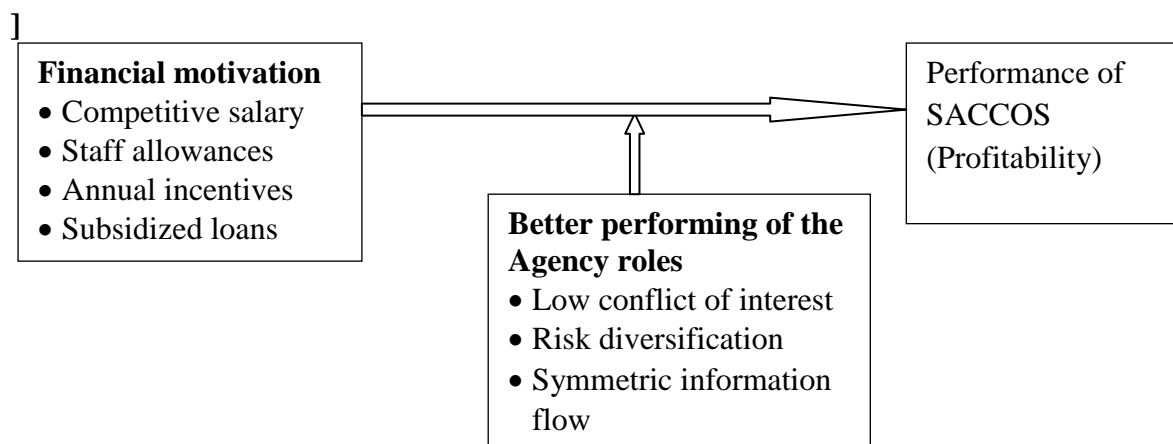 ]
Financial motivation
• Competitive salary
• Staff allowances
• Annual incentives
• Subsidized loans
Performance of
SACCOS
(Profitability)
Better performing of the
Agency roles
• Low conflict of interest
• Risk diversification
• Symmetric information
flow